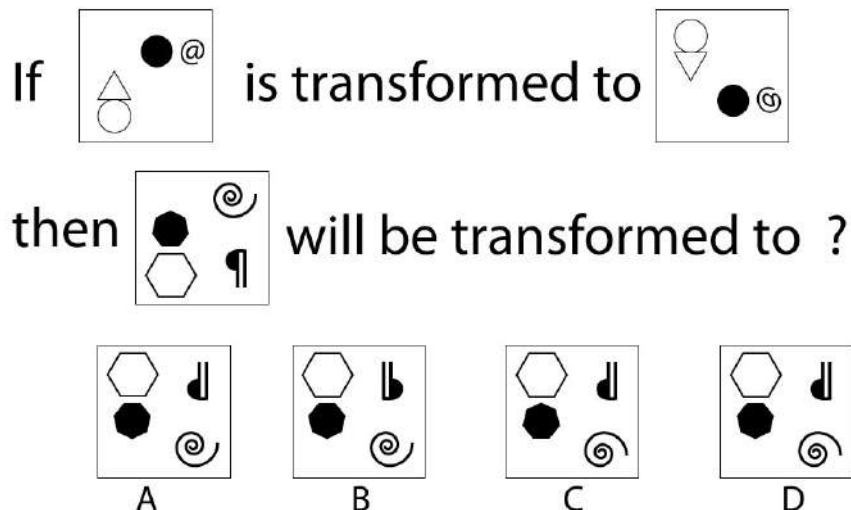 If @ is transformed to @
then ¶ will be transformed to ?
A B C D